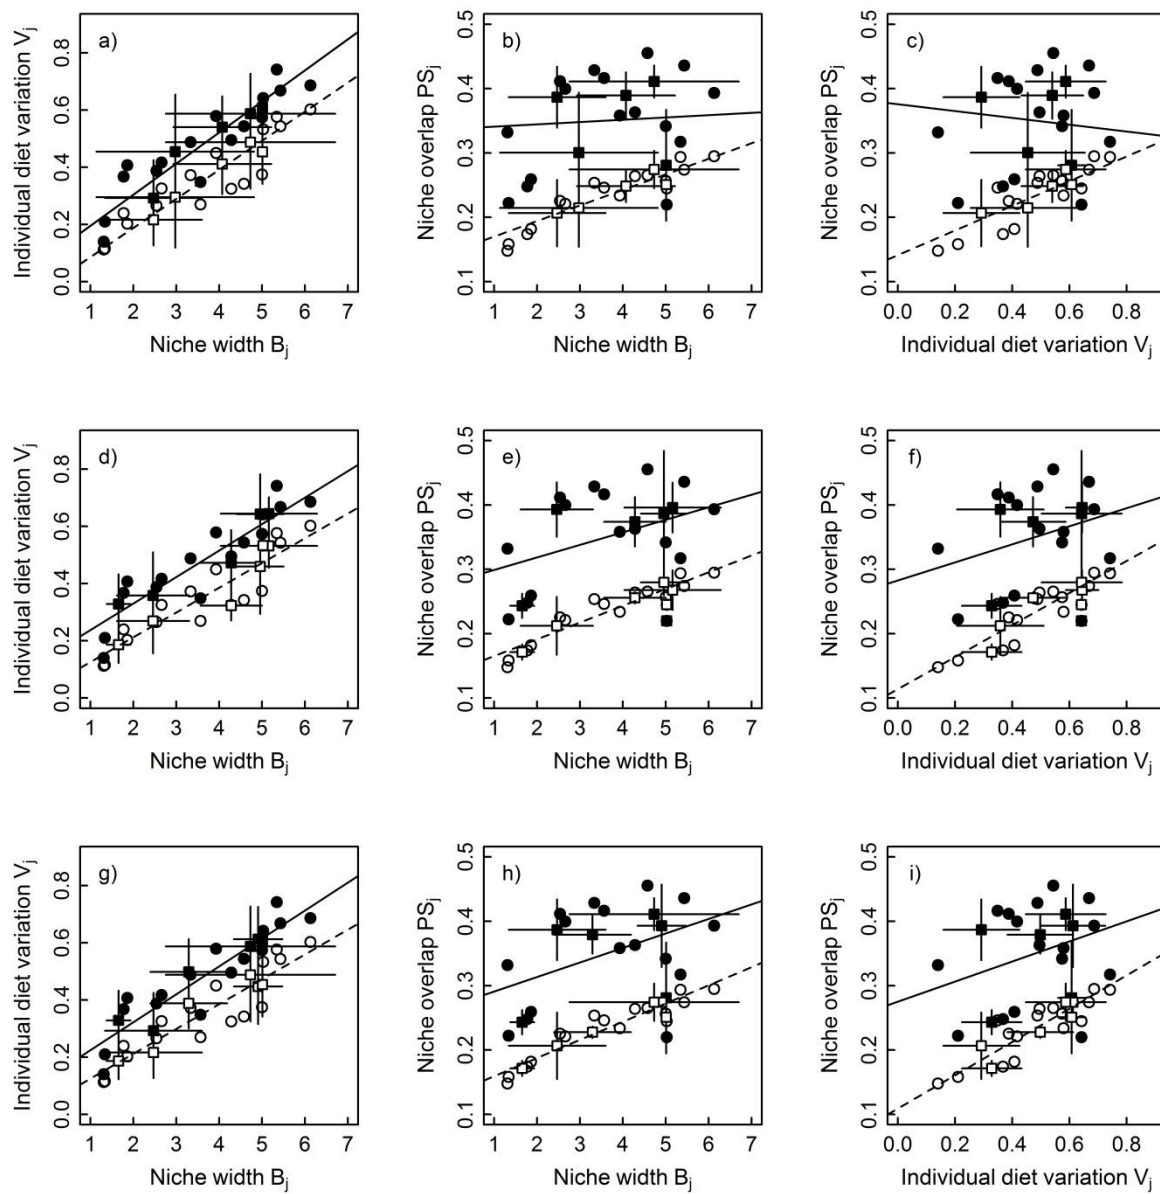 a)
Individual diet variation Vj
0.0 0.2 0.4 0.6 0.8
1 2 3 4 5 6 7
Niche width Bj
b)
Niche overlap PSj
0.1 0.2 0.3 0.4 0.5
1 2 3 4 5 6 7
Niche width Bj
c)
Niche overlap PSj
0.1 0.2 0.3 0.4 0.5
0.0 0.2 0.4 0.6 0.8
Individual diet variation Vj
d)
Individual diet variation Vj
0.0 0.2 0.4 0.6 0.8
1 2 3 4 5 6 7
Niche width Bj
e)
Niche overlap PSj
0.1 0.2 0.3 0.4 0.5
1 2 3 4 5 6 7
Niche width Bj
f)
Niche overlap PSj
0.1 0.2 0.3 0.4 0.5
0.0 0.2 0.4 0.6 0.8
Individual diet variation Vj
g)
Individual diet variation Vj
0.0 0.2 0.4 0.6 0.8
1 2 3 4 5 6 7
Niche width Bj
h)
Niche overlap PSj
0.1 0.2 0.3 0.4 0.5
1 2 3 4 5 6 7
Niche width Bj
i)
Niche overlap PSj
0.1 0.2 0.3 0.4 0.5
0.0 0.2 0.4 0.6 0.8
Individual diet variation Vj